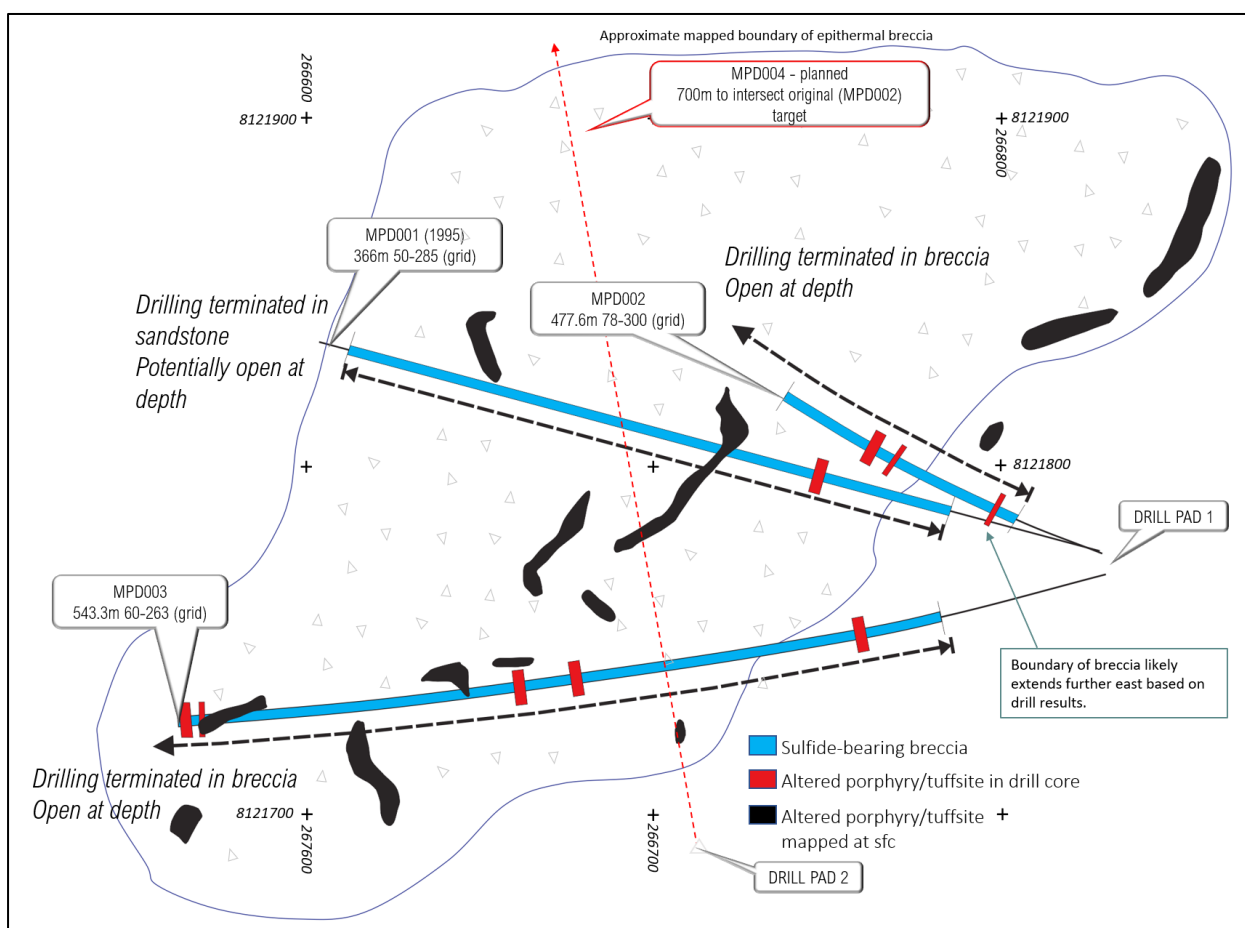 Approximate mapped boundary of epithermal breccia
266600
8121900
MPD004 - planned
700m to intersect original (MPD002)
target
8121900
266800
MPD001 (1995)
366m 50-285 (grid)
Drilling terminated in breccia
Open at depth
MPD002
477.6m 78-300 (grid)
Drilling terminated in
sandstone
Potentially open at
depth
8121800
DRILL PAD 1
MPD003
543.3m 60-263 (grid)
Boundary of breccia likely
extends further east based on
drill results.
Sulfide-bearing breccia
Altered porphyry/tuffsite in drill core
Altered porphyry/tuffsite
mapped at sfc
Drilling terminated in breccia
Open at depth
8121700
267600
266700
DRILL PAD 2